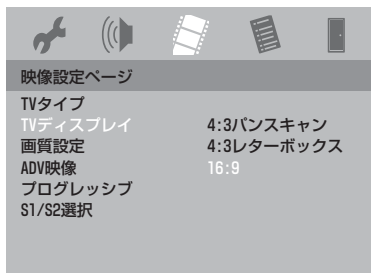 映像設定ページ
TVタイプ
TVディスプレイ 4:3パンスキャン
画質設定 4:3レターボックス
ADV映像 16:9
プログレッシブ
S1/S2選択